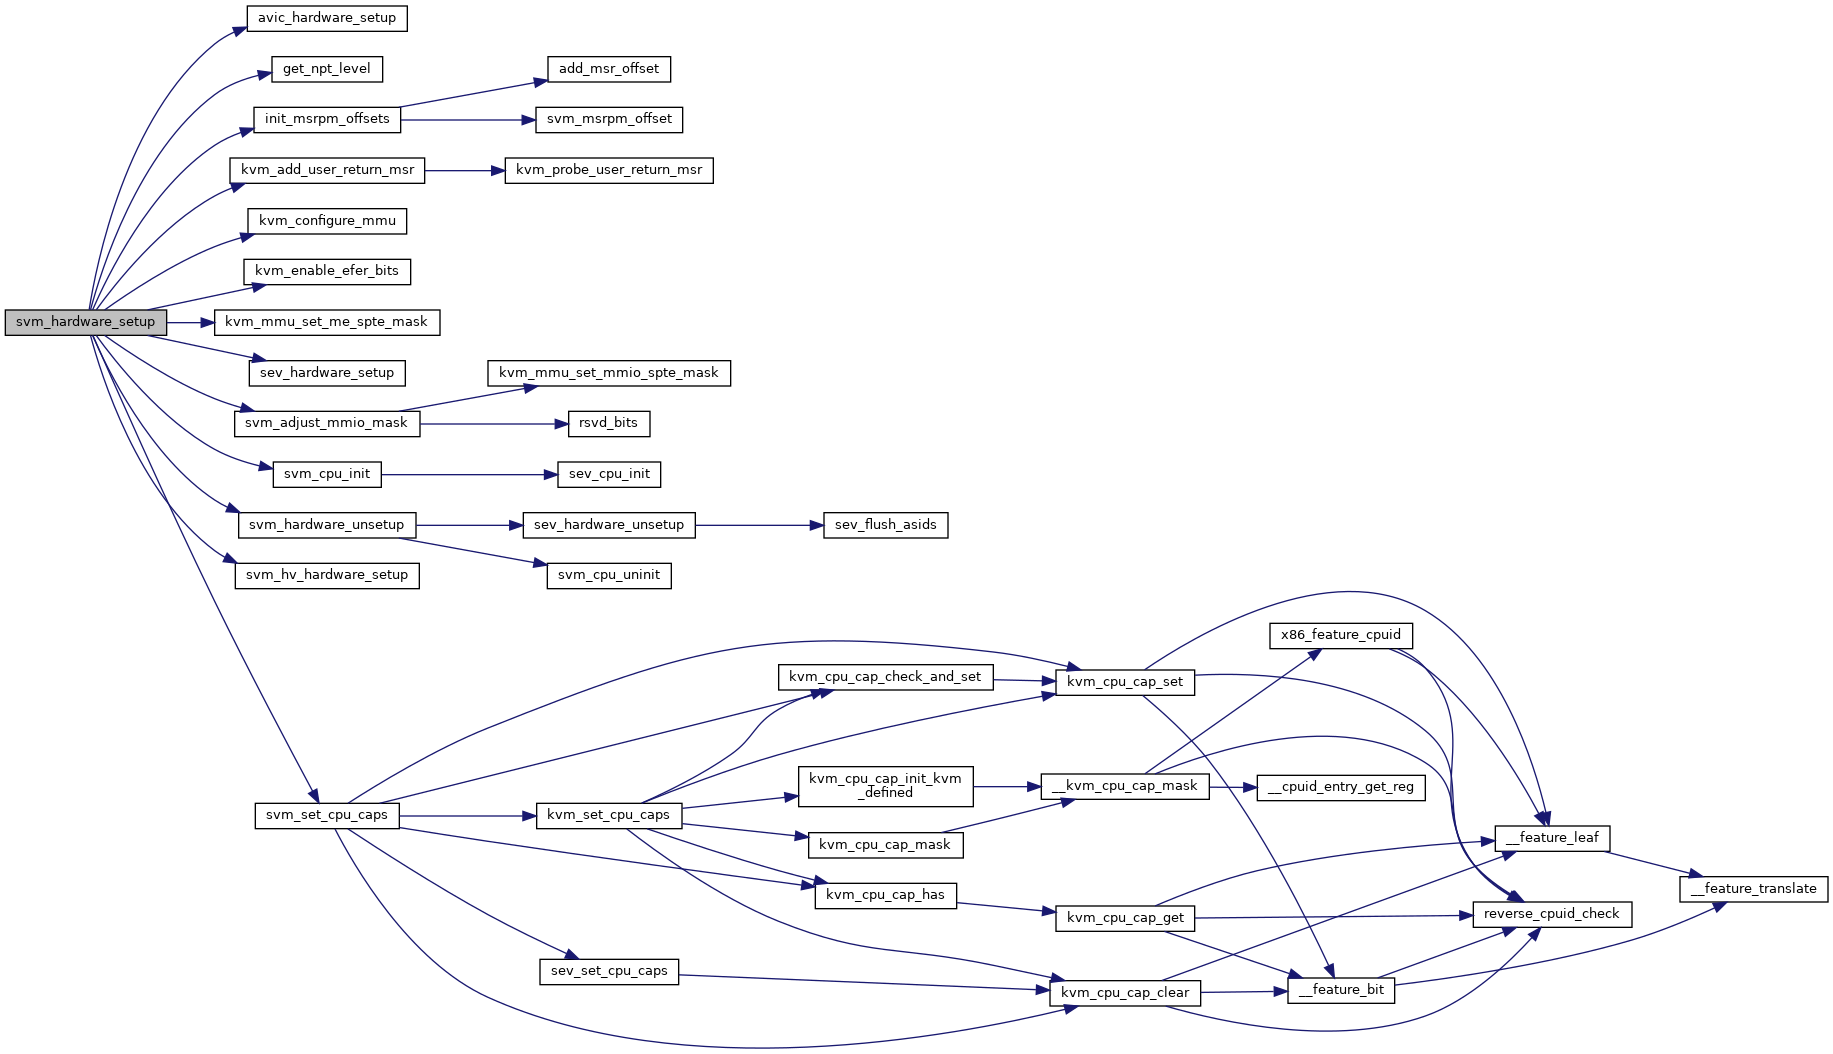 avic_hardware_setup
get_npt_level
add_msr_offset
init_msrpm_offsets
svm_msrpm_offset
kvm_add_user_return_msr
kvm_probe_user_return_msr
kvm_configure_mmu
kvm_enable_efer_bits
svm_hardware_setup
kvm_mmu_set_me_spte_mask
sev_hardware_setup
kvm_mmu_set_mmio_spte_mask
svm_adjust_mmio_mask
rsvd_bits
svm_cpu_init
sev_cpu_init
svm_hardware_unsetup
sev_hardware_unsetup
sev_flush_asids
svm_hv_hardware_setup
svm_cpu_uninit
x86_feature_cpuid
kvm_cpu_cap_check_and_set
kvm_cpu_cap_set
kvm_cpu_cap_init_kvm
_defined
__kvm_cpu_cap_mask
__cpuid_entry_get_reg
svm_set_cpu_caps
kvm_set_cpu_caps
kvm_cpu_cap_mask
__feature_leaf
kvm_cpu_cap_has
__feature_translate
kvm_cpu_cap_get
reverse_cpuid_check
sev_set_cpu_caps
kvm_cpu_cap_clear
__feature_bit